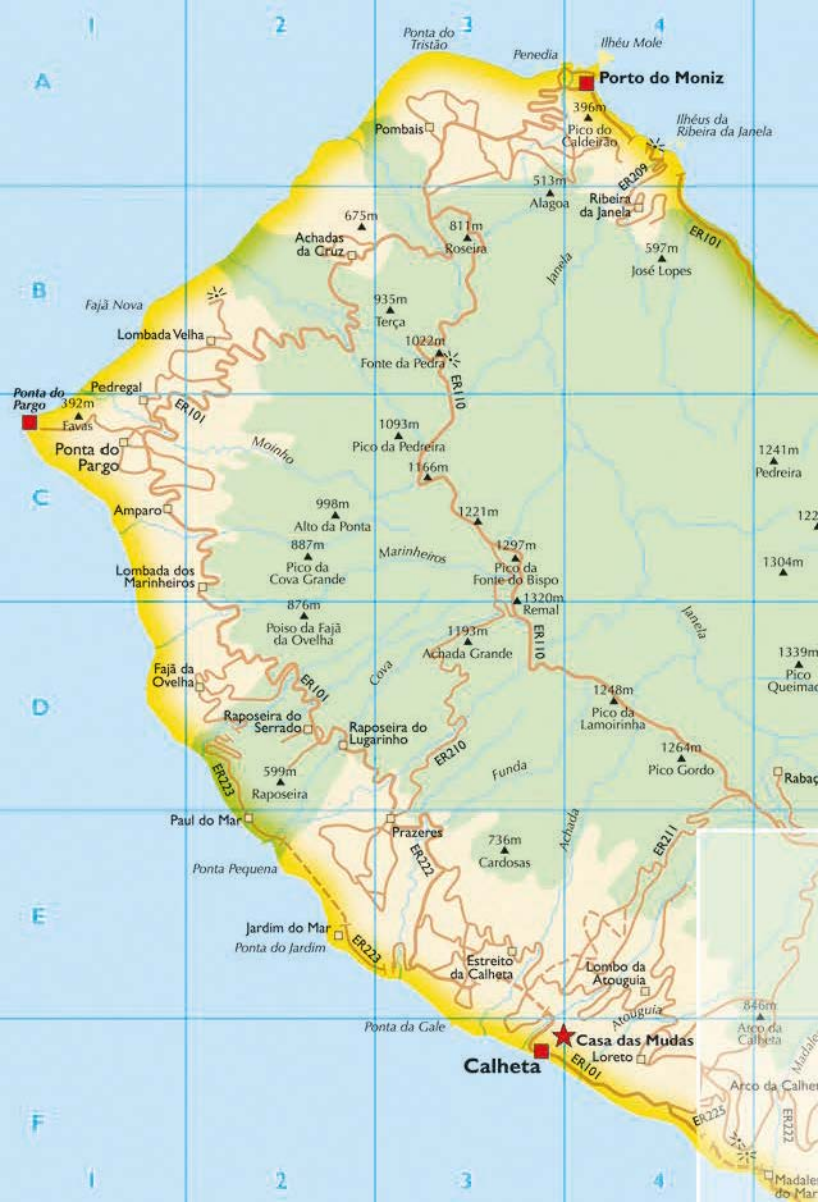 1
2
3
4
A
Ponta do
Tristão
Penedia
Ilhéu Mole
Porto do Moniz
396m
Pico do
Caldeirão
Pombais
Ilhéus da
Ribeira da Janela
ER209
513m
Alagoa
Ribeira
da Janela
675m
Achadas
da Cruz
811m
Roseira
Janela
597m
José Lopes
ER101
B
935m
Terça
Fajã Nova
Lombada Velha
1022m
Fonte da Pedra
ER110
Pedregal
Ponta do
Pargo
392m
Favas
ER101
Ponta do
Pargo
Moinho
1093m
Pico da Pedreira
1166m
1241m
Pedreira
C
Amparo
998m
Alto da Ponta
1221m
887m
Pico da
Cova Grande
Marinheiros
1297m
Pico da
Fonte do Bispo
1304m
Lombada dos
Marinheiros
1320m
Remal
876m
Poiso da Fajã
da Ovelha
1193m
Achada Grande
Janela
ER110
1339m
Pico
Fajã da
Ovelha
Cova
ER101
1248m
Pico da
Lamoirinha
D
Raposeira do
Serrado
Raposeira do
Lugarinho
ER210
1264m
Pico Gordo
Funda
ER223
599m
Raposeira
Paul do Mar
Prazeres
ER222
736m
Cardosas
Achada
ER211
Ponta Pequena
E
Jardim do Mar
Ponta do Jardim
ER223
Estreito
da Calheta
Lombo da
Atouguia
Atouguia
846m
Arco da
Calheta
Ponta da Gale
Casa das Mudas
Calheta
Loreto
ER101
F
ER225
ER222
1
2
3
4
do Mar